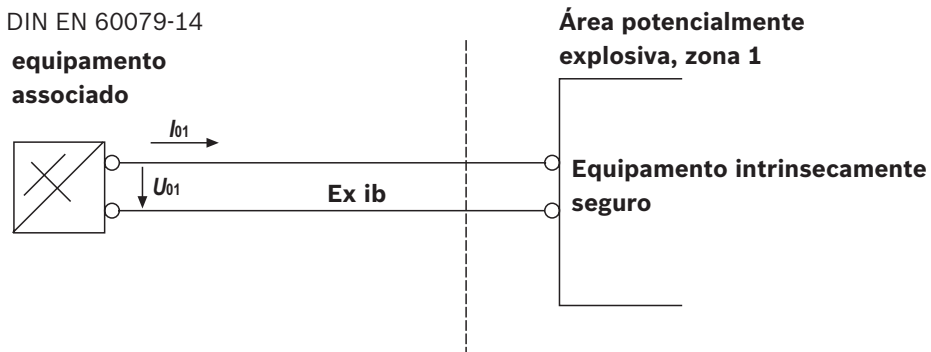 DIN EN 60079-14
equipamento
associado
Área potencialmente
explosiva, zona 1
I01
U01
Ex ib
Equipamento intrinsecamente
seguro